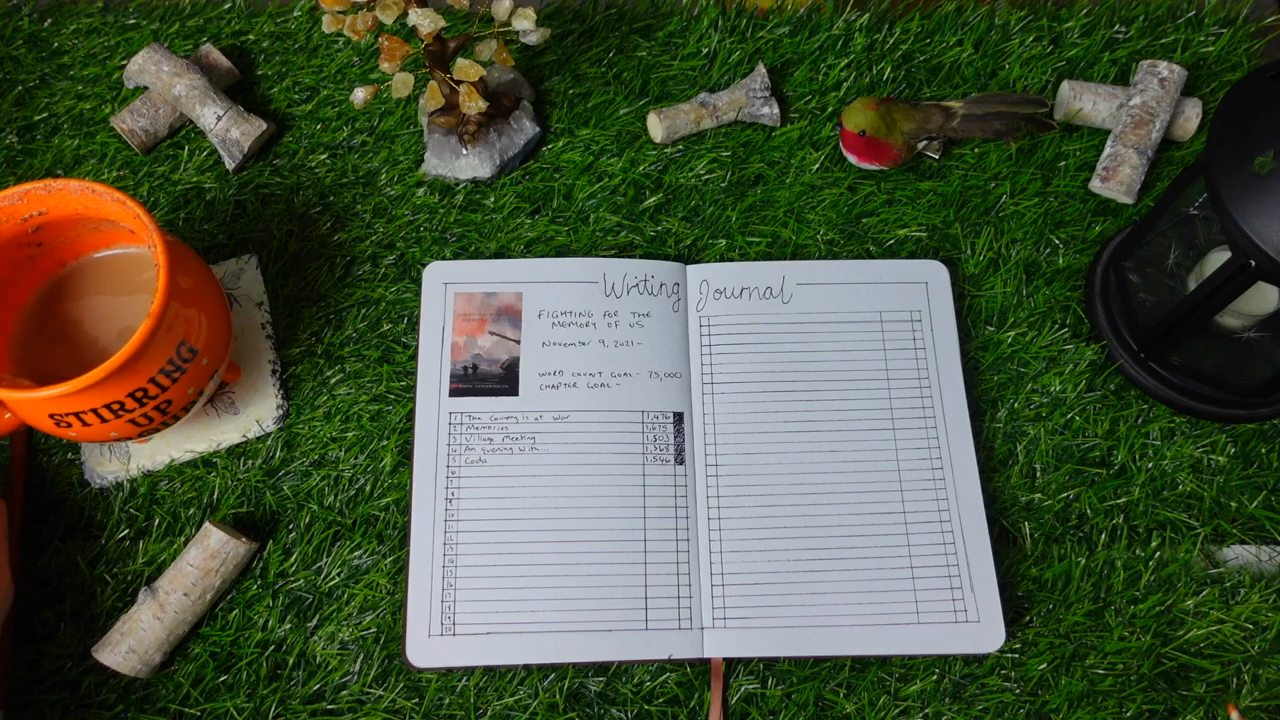 Writing Journal
FIGHTING FOR THE
MEMORY OF US
November 9, 2021-
WORD COUNT GOAL- 75,000
CHAPTER GOAL-
1 The Country is at War 1,476
2 Memories 1,675
3 Village Meeting 1,503
4 An Evening With... 1,368
5 Coda 1,546
6
7
8
9
10
11
12
13
14
15
16
17
18
19
20
STIRRING
UP